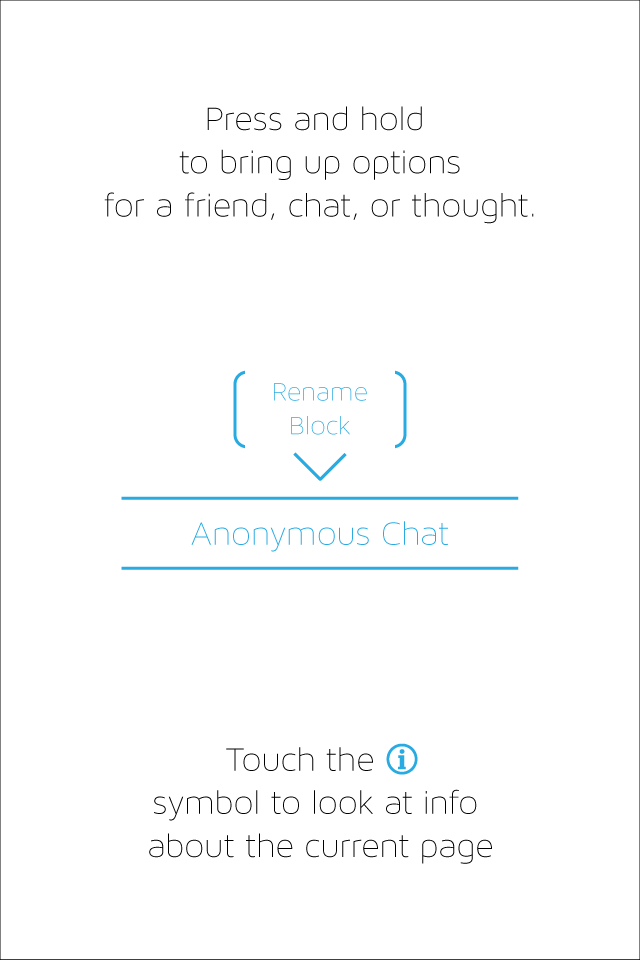 Press and hold
to bring up options
for a friend, chat, or thought.
Rename
Block
Anonymous Chat
Touch the i
symbol to look at info
about the current page